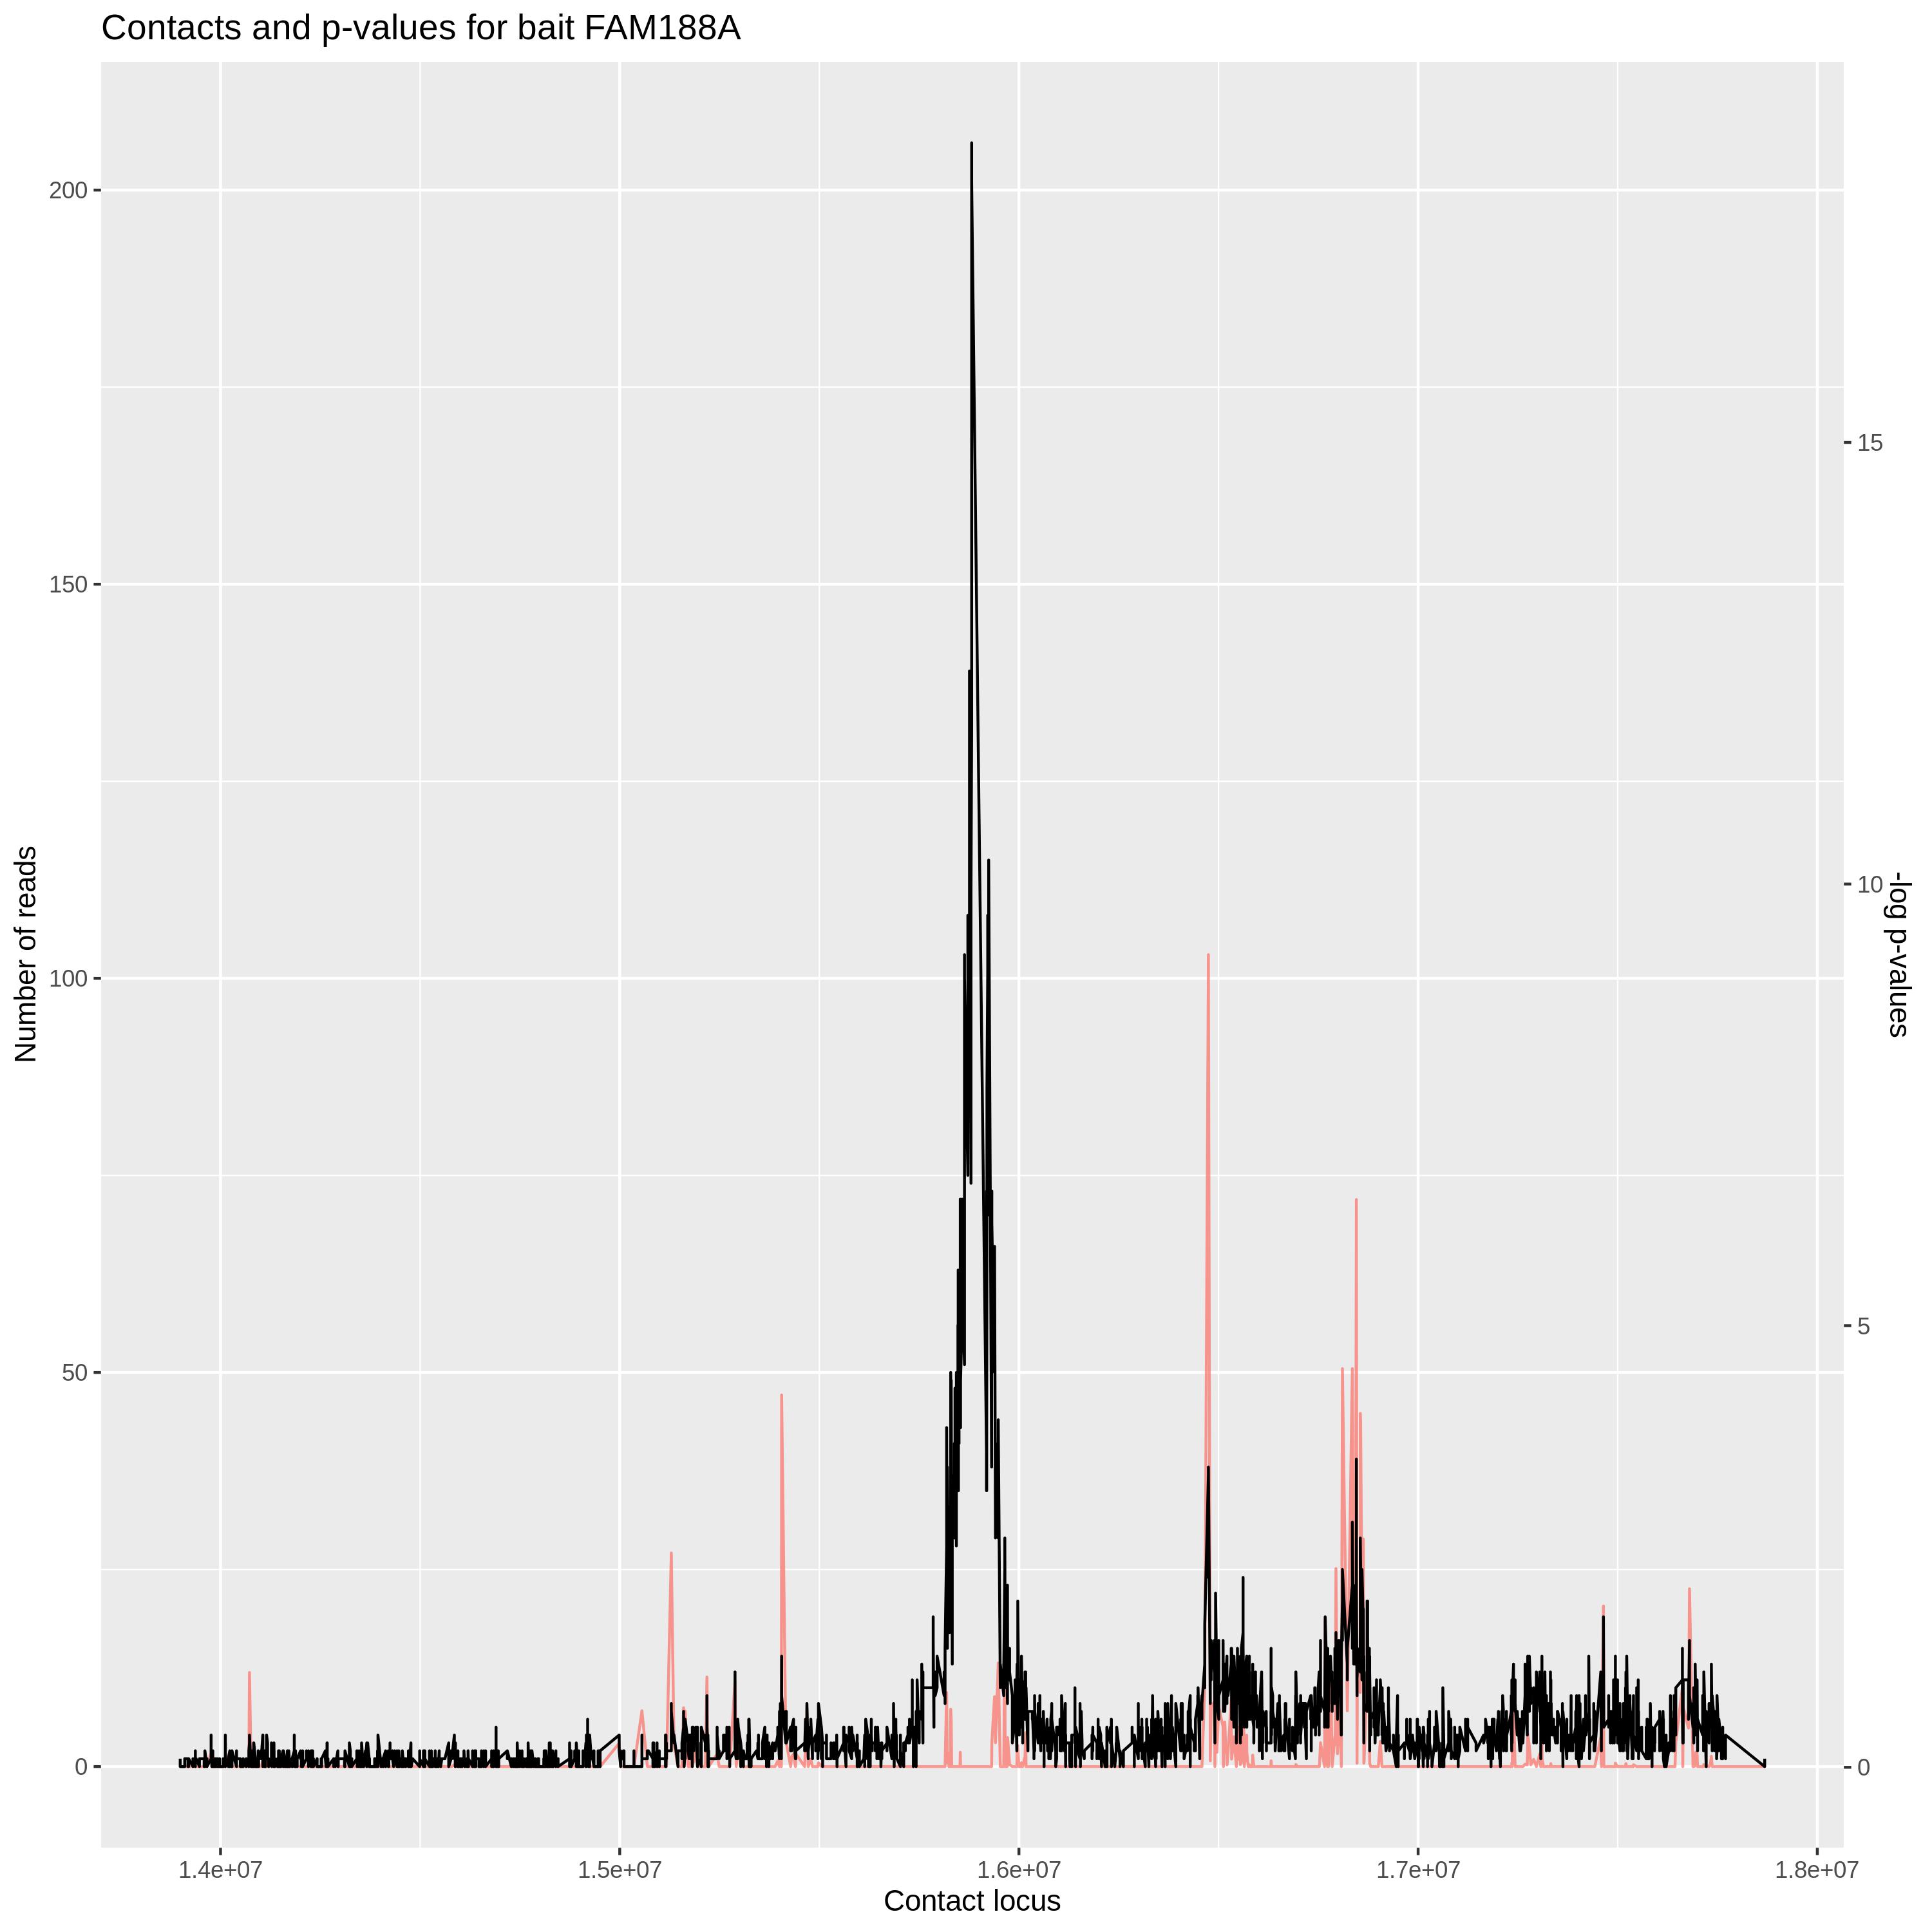 Contacts and p-values for bait FAM188A
200
150
100
50
0
Number of reads
15
10
5
0
-log p-values
1.4e+07
1.5e+07
1.6e+07
1.7e+07
1.8e+07
Contact locus